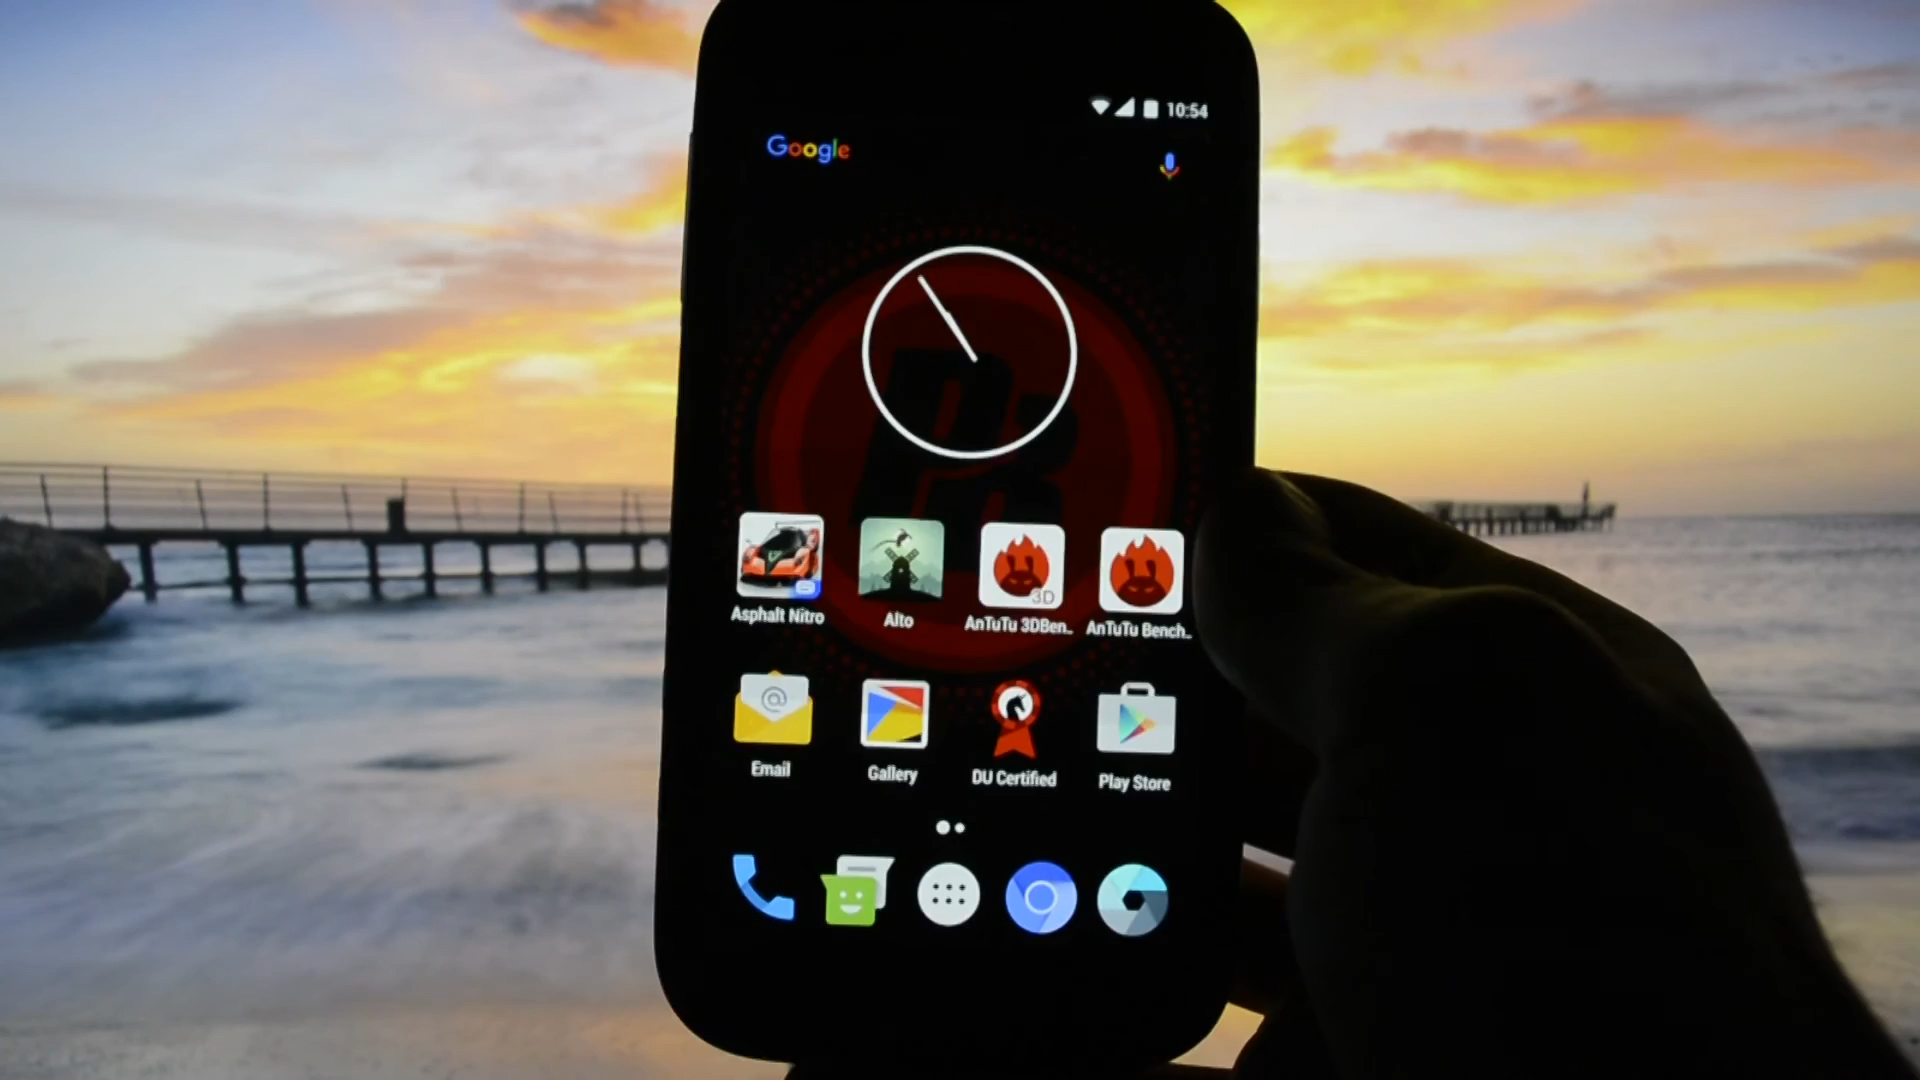 10:54
Google
Asphalt Nitro
Alto
3D
AnTuTu 3DBen..
AnTuTu Bench..
@
Email
Gallery
DU Certified
Play Store